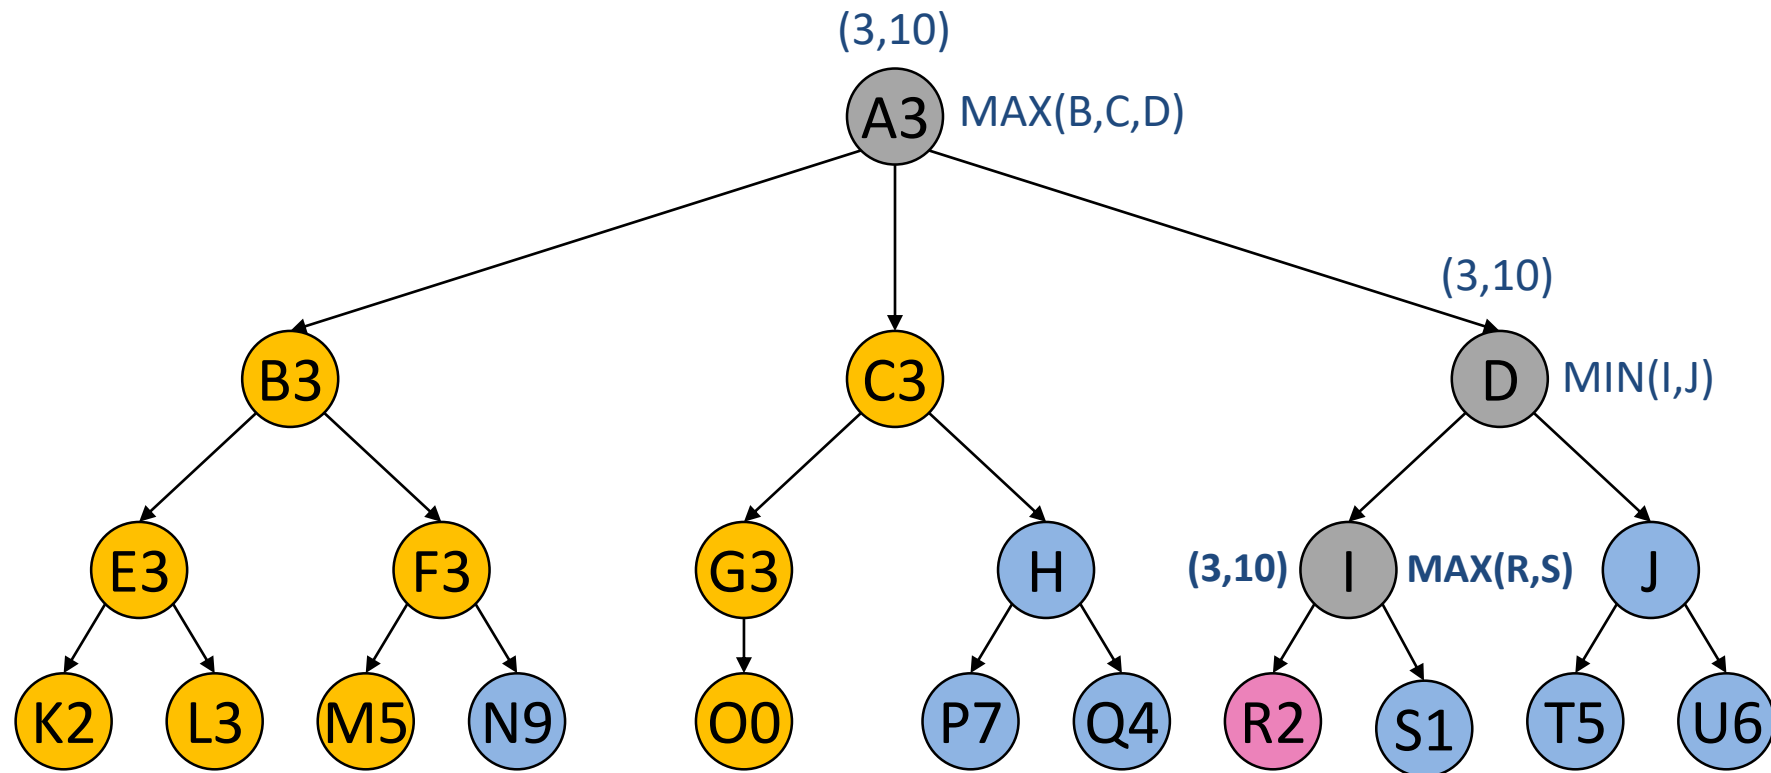 (3,10)
A3 MAX(B,C,D)
(3,10)
B3 C3 D MIN(I,J)
E3 F3 G3 H (3,10) I MAX(R,S) J
K2 L3 M5 N9 O0 P7 Q4 R2 S1 T5 U6